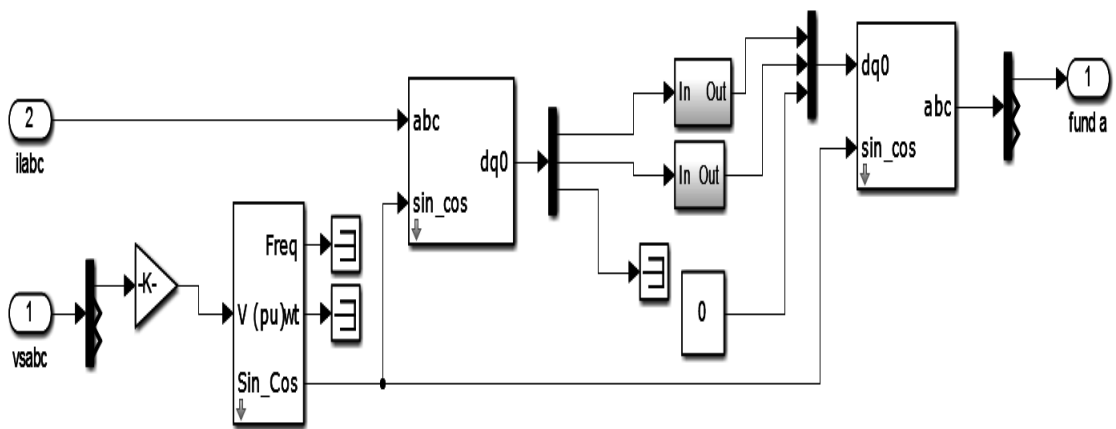 2
ilabc
1
vsabc
-K-
Freq
V (pu)wt
Sin_Cos
abc
dq0
sin_cos
In Out
In Out
0
dq0
abc
sin_cos
1
fund a